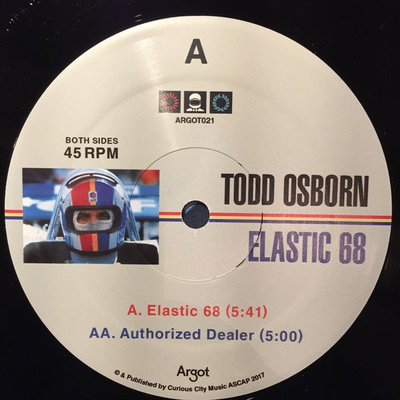 A
ARGOT021
BOTH SIDES
45 RPM
TODD OSBORN
ELASTIC 68
A. Elastic 68 (5:41)
AA. Authorized Dealer (5:00)
Argot
© & Published by Curious City Music ASCAP 2017